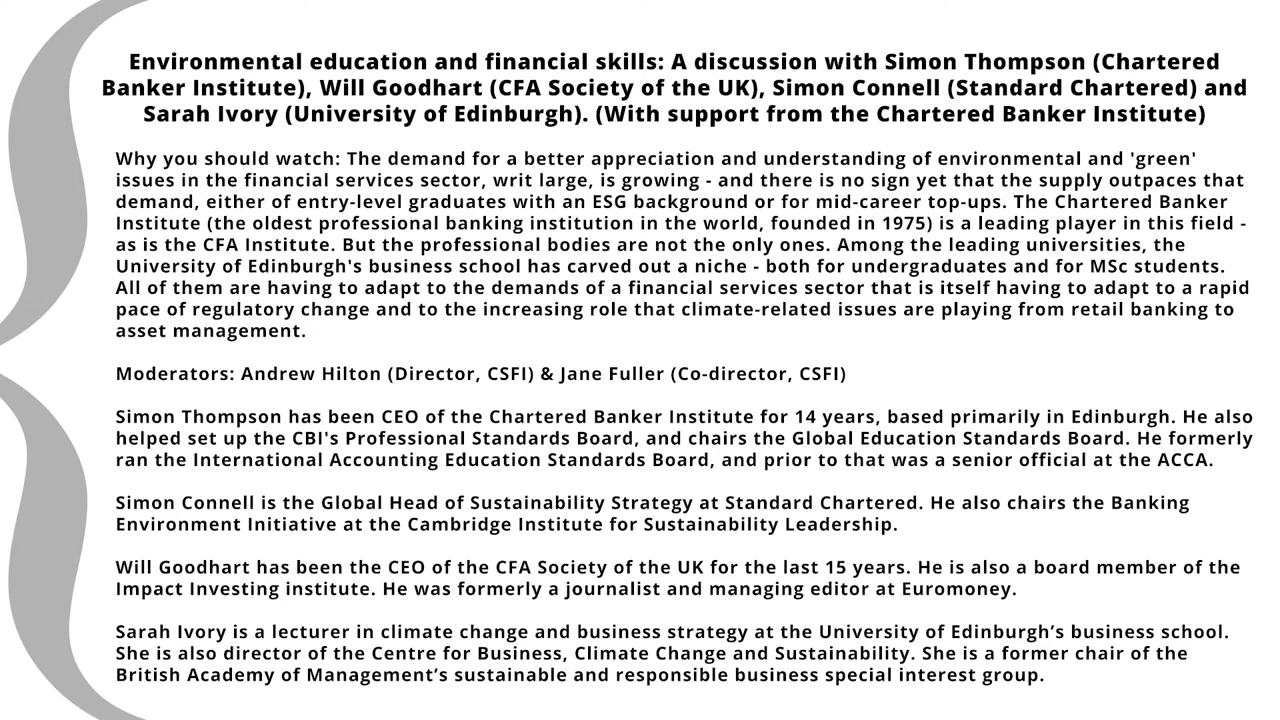 Environmental education and financial skills: A discussion with Simon Thompson (Chartered
Banker Institute), Will Goodhart (CFA Society of the UK), Simon Connell (Standard Chartered) and
Sarah Ivory (University of Edinburgh). (With support from the Chartered Banker Institute)
Why you should watch: The demand for a better appreciation and understanding of environmental and 'green'
issues in the financial services sector, writ large, is growing - and there is no sign yet that the supply outpaces that
demand, either of entry-level graduates with an ESG background or for mid-career top-ups. The Chartered Banker
Institute (the oldest professional banking institution in the world, founded in 1975) is a leading player in this field -
as is the CFA Institute. But the professional bodies are not the only ones. Among the leading universities, the
University of Edinburgh's business school has carved out a niche - both for undergraduates and for MSc students.
All of them are having to adapt to the demands of a financial services sector that is itself having to adapt to a rapid
pace of regulatory change and to the increasing role that climate-related issues are playing from retail banking to
asset management.
Moderators: Andrew Hilton (Director, CSFI) & Jane Fuller (Co-director, CSFI)
Simon Thompson has been CEO of the Chartered Banker Institute for 14 years, based primarily in Edinburgh. He also
helped set up the CBI's Professional Standards Board, and chairs the Global Education Standards Board. He formerly
ran the International Accounting Education Standards Board, and prior to that was a senior official at the ACCA.
Simon Connell is the Global Head of Sustainability Strategy at Standard Chartered. He also chairs the Banking
Environment Initiative at the Cambridge Institute for Sustainability Leadership.
Will Goodhart has been the CEO of the CFA Society of the UK for the last 15 years. He is also a board member of the
Impact Investing institute. He was formerly a journalist and managing editor at Euromoney.
Sarah Ivory is a lecturer in climate change and business strategy at the University of Edinburgh’s business school.
She is also director of the Centre for Business, Climate Change and Sustainability. She is a former chair of the
British Academy of Management’s sustainable and responsible business special interest group.